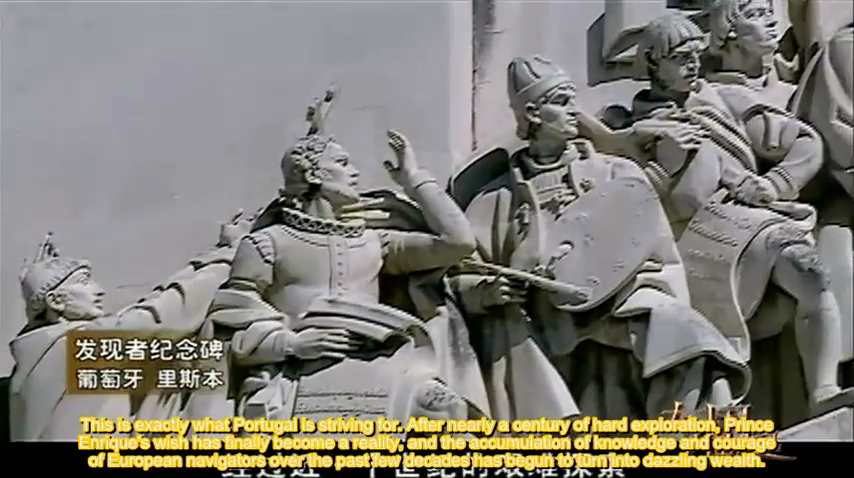 发现者纪念碑
葡萄牙 里斯本
This is exactly what Portugal is striving for. After nearly a century of hard exploration, Prince
Enrique's wish has finally become a reality, and the accumulation of knowledge and courage
of European navigators over the past few decades has begun to turn into dazzling wealth.